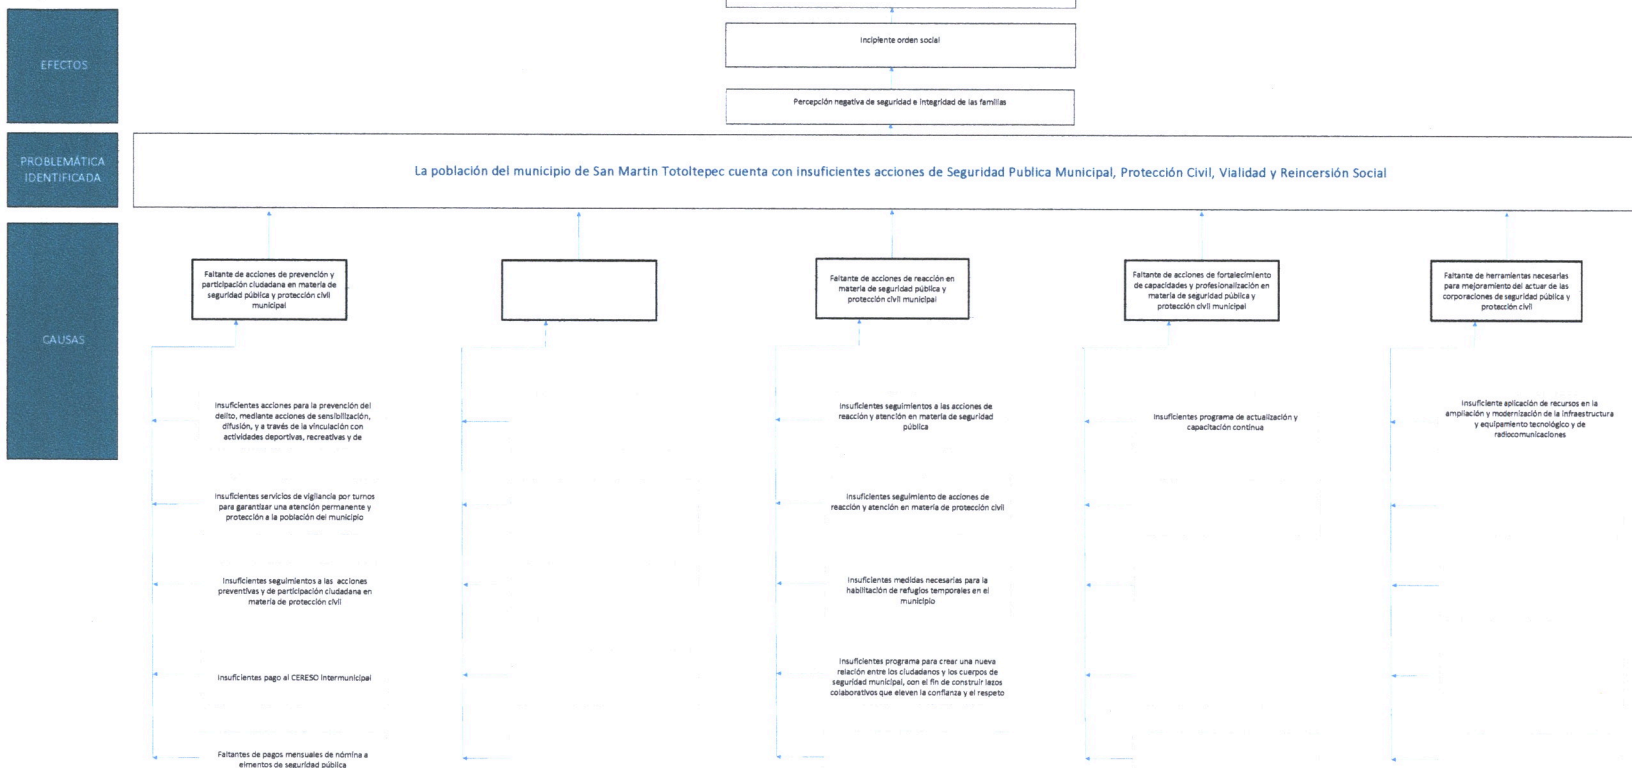 EFECTOS
Incipiente orden social
Percepción negativa de seguridad e integridad de las familias
PROBLEMÁTICA
IDENTIFICADA
La población del municipio de San Martin Totoltepec cuenta con insuficientes acciones de Seguridad Publica Municipal, Protección Civil, Vialidad y Reincersión Social
CAUSAS
Faltante de acciones de prevención y
participación ciudadana en materia de
seguridad pública y protección civil
municipal
Faltante de acciones de reacción en
materia de seguridad pública y
protección civil municipal
Faltante de acciones de fortalecimiento
de capacidades y profesionalización en
materia de seguridad pública y
protección civil municipal
Faltante de herramientas necesarias
para mejoramiento del actuar de las
corporaciones de seguridad pública y
protección civil
Insuficientes acciones para la prevención del
delito, mediante acciones de sensibilización,
difusión, y a través de la vinculación con
actividades deportivas, recreativas y de
Insuficientes seguimientos a las acciones de
reacción y atención en materia de seguridad
pública
Insuficientes programa de actualización y
capacitación continua
Insuficiente aplicación de recursos en la
ampliación y modernización de la infraestructura
y equipamiento tecnológico y de
radiocomunicaciones
Insuficientes servicios de vigilancia por turnos
para garantizar una atención permanente y
protección a la población del municipio
Insuficientes seguimiento de acciones de
reacción y atención en materia de protección civil
Insuficientes seguimientos a las acciones
preventivas y de participación ciudadana en
materia de protección civil
Insuficientes medidas necesarias para la
habilitación de refugios temporales en el
municipio
Insuficientes pago al CERESO Intermunicipal
Insuficientes programa para crear una nueva
relación entre los ciudadanos y los cuerpos de
seguridad municipal, con el fin de construir lazos
colaborativos que eleven la confianza y el respeto
Faltantes de pagos mensuales de nómina a
elmentos de seguridad pública